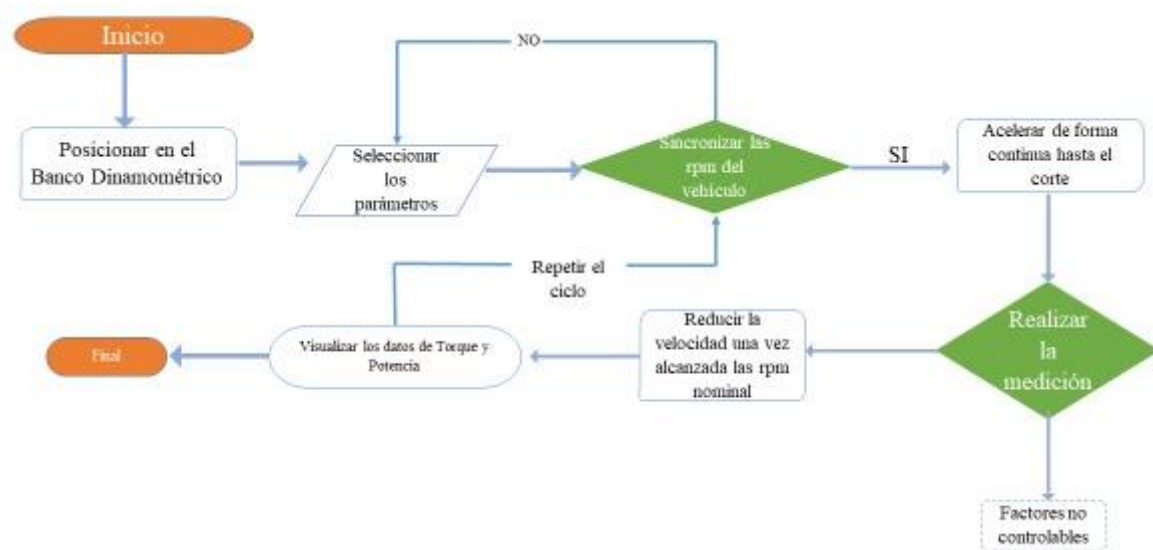 Inicio
NO
Posicionar en el
Banco Dinamométrico
Seleccionar
los
parámetros
Sincronizar las
rpm del
vehículo
SI
Acelerar de forma
continua hasta el
corte
Repetir el
ciclo
Realizar
la
medición
Reducir la
velocidad una vez
alcanzada las rpm
nominal
Visualizar los datos de Torque y
Potencia
Final
Factores no
controlables